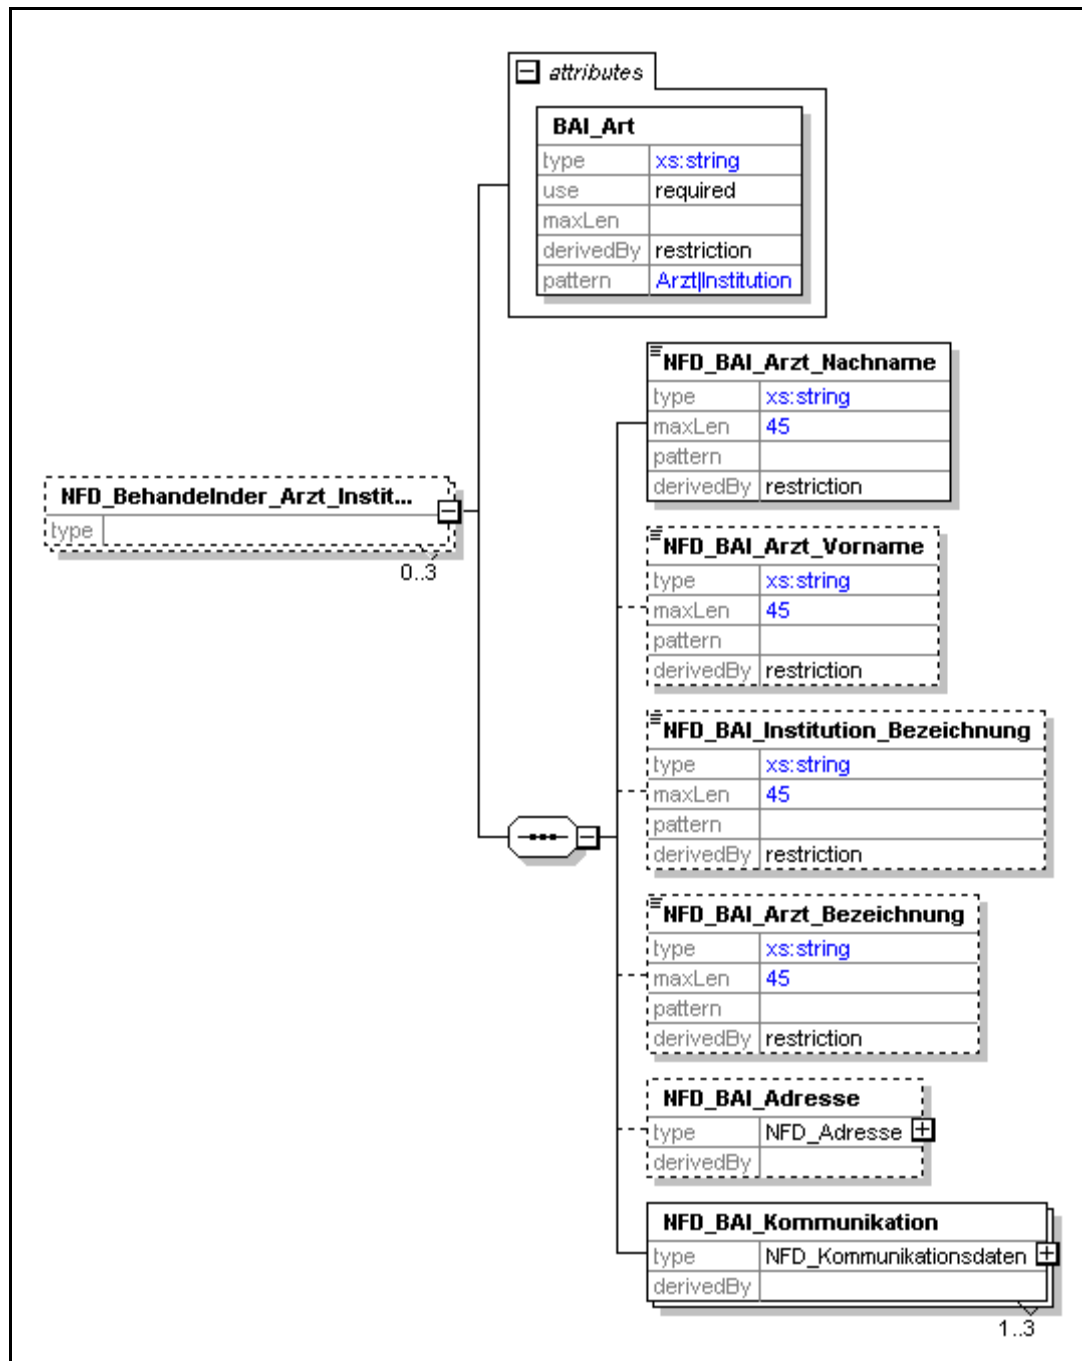 attributes
BAI_Art
type xs:string
use required
maxLen
derivedBy restriction
pattern Arzt|Institution
NFD_BAI_Arzt_Nachname
type xs:string
maxLen 45
pattern
derivedBy restriction
NFD_Behandelnder_Arzt_Instit...
type
0..3
NFD_BAI_Arzt_Vorname
type xs:string
maxLen 45
pattern
derivedBy restriction
NFD_BAI_Institution_Bezeichnung
type xs:string
maxLen 45
pattern
derivedBy restriction
NFD_BAI_Arzt_Bezeichnung
type xs:string
maxLen 45
pattern
derivedBy restriction
NFD_BAI_Adresse
type NFD_Adresse
derivedBy
NFD_BAI_Kommunikation
type NFD_Kommunikationsdaten
derivedBy
1..3